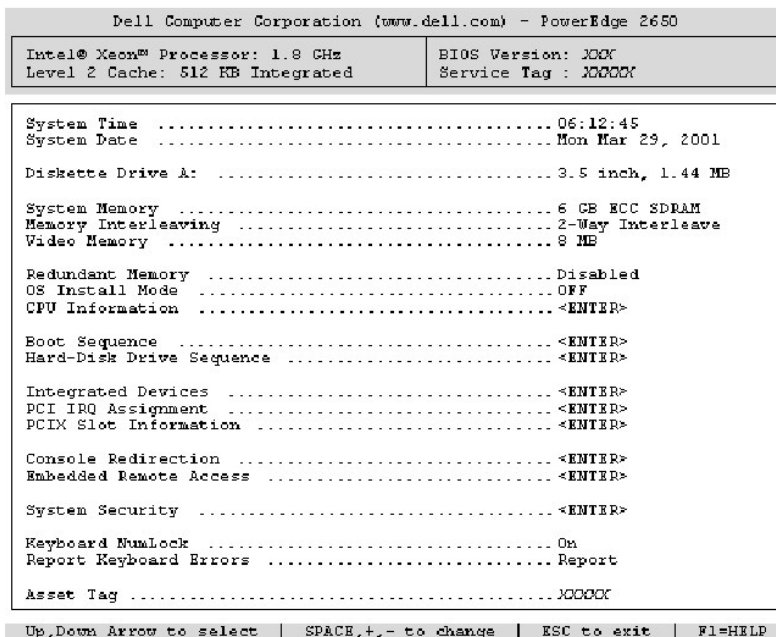 Dell Computer Corporation (www.dell.com) - PowerEdge 2650
Intel® Xeon™ Processor: 1.8 GHz
Level 2 Cache: 512 KB Integrated
BIOS Version: XXX
Service Tag : XXXXX
System Time ........................................ 06:12:45
System Date ........................................ Mon Mar 29, 2001
Diskette Drive A: .................................. 3.5 inch, 1.44 MB
System Memory ...................................... 6 GB ECC SDRAM
Memory Interleaving ................................ 2-Way Interleave
Video Memory ....................................... 8 MB
Redundant Memory ................................... Disabled
OS Install Mode .................................... OFF
CPU Information .................................... <ENTER>
Boot Sequence ...................................... <ENTER>
Hard-Disk Drive Sequence ........................... <ENTER>
Integrated Devices ................................. <ENTER>
PCI IRQ Assignment ................................. <ENTER>
PCIX Slot Information .............................. <ENTER>
Console Redirection ................................ <ENTER>
Embedded Remote Access ............................. <ENTER>
System Security .................................... <ENTER>
Keyboard NumLock ................................... On
Report Keyboard Errors ............................. Report
Asset Tag .......................................... XXXXX
Up,Down Arrow to select | SPACE,+,- to change | ESC to exit | F1=HELP